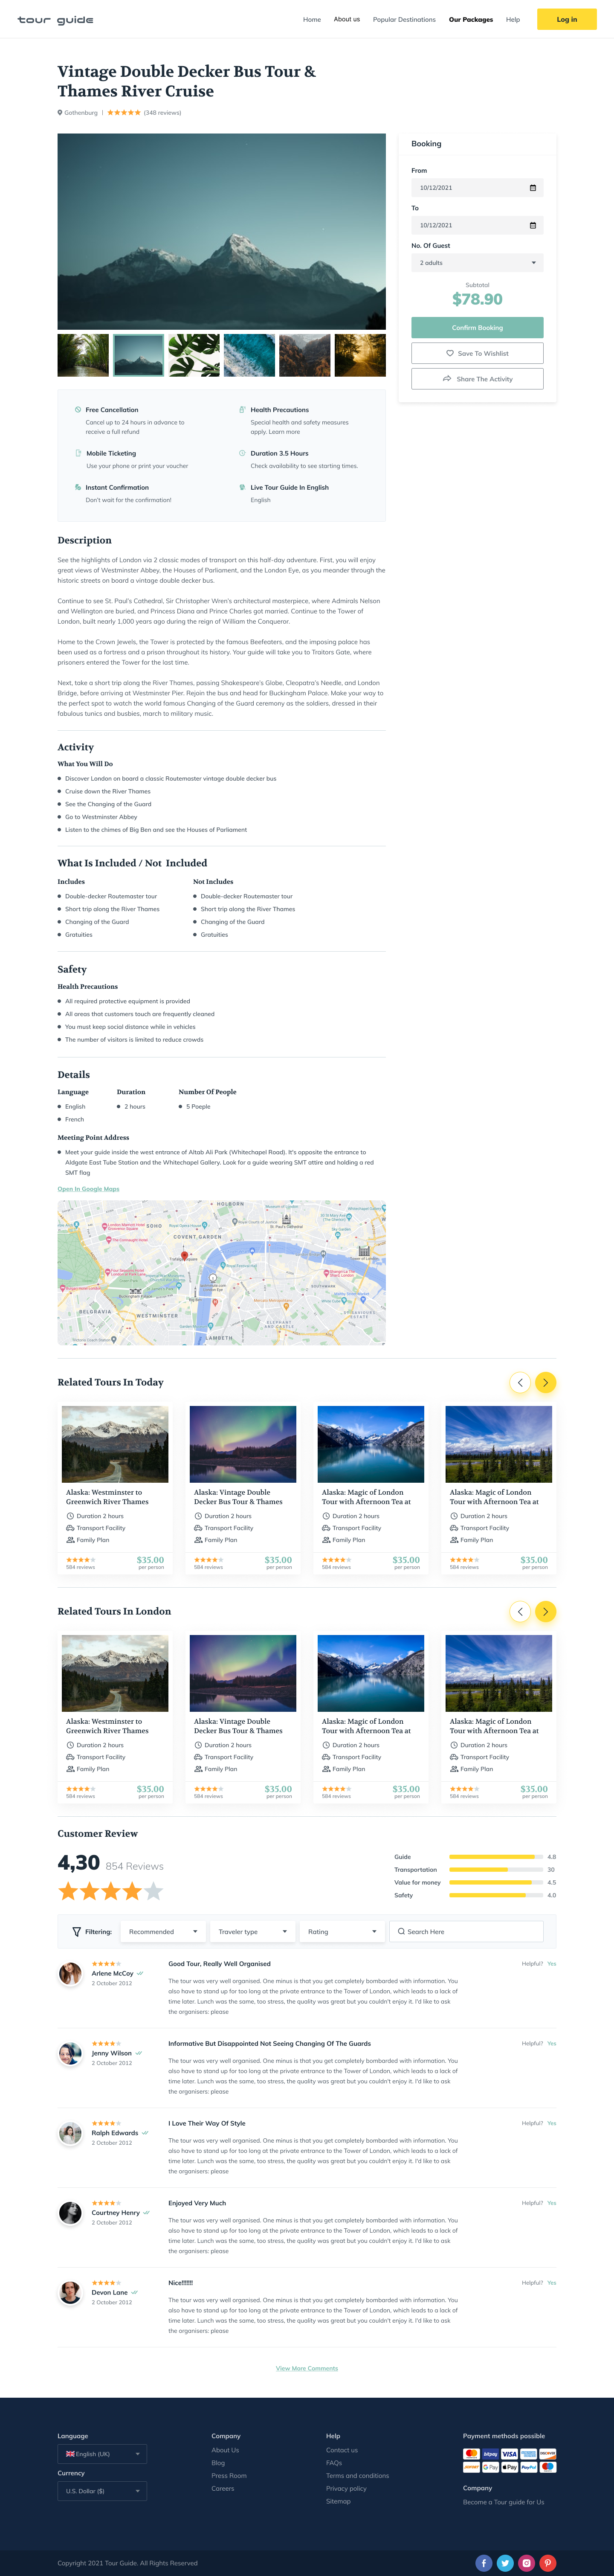 tour guide
Home
About us
Popular Destinations
Our Packages
Help
Log in
Vintage Double Decker Bus Tour &
Thames River Cruise
Gothenburg
(348 reviews)
Booking
From
10/12/2021
To
10/12/2021
No. Of Guest
2 adults
Subtotal
$78.90
Confirm Booking
Save To Wishlist
Share The Activity
Free Cancellation
Cancel up to 24 hours in advance to
receive a full refund
Health Precautions
Special health and safety measures
apply. Learn more
Mobile Ticketing
Use your phone or print your voucher
Duration 3.5 Hours
Check availability to see starting times.
Instant Confirmation
Don't wait for the confirmation!
Live Tour Guide In English
English
Description
See the highlights of London via 2 classic modes of transport on this half-day adventure. First, you will enjoy
great views of Westminster Abbey, the Houses of Parliament, and the London Eye, as you meander through the
historic streets on board a vintage double decker bus.
Continue to see St. Paul's Cathedral, Sir Christopher Wren's architectural masterpiece, where Admirals Nelson
and Wellington are buried, and Princess Diana and Prince Charles got married. Continue to the Tower of
London, built nearly 1,000 years ago during the reign of William the Conqueror.
Home to the Crown Jewels, the Tower is protected by the famous Beefeaters, and the imposing palace has
been used as a fortress and a prison throughout its history. Your guide will take you to Traitors Gate, where
prisoners entered the Tower for the last time.
Next, take a short trip along the River Thames, passing Shakespeare's Globe, Cleopatra's Needle, and London
Bridge, before arriving at Westminster Pier. Rejoin the bus and head for Buckingham Palace. Make your way to
the perfect spot to watch the world famous Changing of the Guard ceremony as the soldiers, dressed in their
fabulous tunics and busbies, march to military music.
Activity
What You Will Do
Discover London on board a classic Routemaster vintage double decker bus
Cruise down the River Thames
See the Changing of the Guard
Go to Westminster Abbey
Listen to the chimes of Big Ben and see the Houses of Parliament
What Is Included / Not Included
Includes
Double-decker Routemaster tour
Short trip along the River Thames
Changing of the Guard
Gratuities
Not Includes
Double-decker Routemaster tour
Short trip along the River Thames
Changing of the Guard
Gratuities
Safety
Health Precautions
All required protective equipment is provided
All areas that customers touch are frequently cleaned
You must keep social distance while in vehicles
The number of visitors is limited to reduce crowds
Details
Language
English
French
Duration
2 hours
Number Of People
5 Poeple
Meeting Point Address
Meet your guide inside the west entrance of Altab Ali Park (Whitechapel Road). It's opposite the entrance to
Aldgate East Tube Station and the Whitechapel Gallery. Look for a guide wearing SMT attire and holding a red
SMT flag
Open In Google Maps
HOLBORN
SOHO
COVENT GARDEN
BELGRAVIA
WESTMINSTER
LAMBETH
Related Tours In Today
Alaska: Westminster to
Greenwich River Thames
Duration 2 hours
Transport Facility
Family Plan
584 reviews
$35.00
per person
Alaska: Vintage Double
Decker Bus Tour & Thames
Duration 2 hours
Transport Facility
Family Plan
584 reviews
$35.00
per person
Alaska: Magic of London
Tour with Afternoon Tea at
Duration 2 hours
Transport Facility
Family Plan
584 reviews
$35.00
per person
Alaska: Magic of London
Tour with Afternoon Tea at
Duration 2 hours
Transport Facility
Family Plan
584 reviews
$35.00
per person
Related Tours In London
Alaska: Westminster to
Greenwich River Thames
Duration 2 hours
Transport Facility
Family Plan
584 reviews
$35.00
per person
Alaska: Vintage Double
Decker Bus Tour & Thames
Duration 2 hours
Transport Facility
Family Plan
584 reviews
$35.00
per person
Alaska: Magic of London
Tour with Afternoon Tea at
Duration 2 hours
Transport Facility
Family Plan
584 reviews
$35.00
per person
Alaska: Magic of London
Tour with Afternoon Tea at
Duration 2 hours
Transport Facility
Family Plan
584 reviews
$35.00
per person
Customer Review
4,30 854 Reviews
Guide 4.8
Transportation 30
Value for money 4.5
Safety 4.0
Filtering:
Recommended
Traveler type
Rating
Search Here
Arlene McCoy
2 October 2012
Good Tour, Really Well Organised
The tour was very well organised. One minus is that you get completely bombarded with information. You
also have to stand up for too long at the private entrance to the Tower of London, which leads to a lack of
time later. Lunch was the same, too stress, the quality was great but you couldn't enjoy it. I'd like to ask
the organisers: please
Helpful? Yes
Jenny Wilson
2 October 2012
Informative But Disappointed Not Seeing Changing Of The Guards
The tour was very well organised. One minus is that you get completely bombarded with information. You
also have to stand up for too long at the private entrance to the Tower of London, which leads to a lack of
time later. Lunch was the same, too stress, the quality was great but you couldn't enjoy it. I'd like to ask
the organisers: please
Helpful? Yes
Ralph Edwards
2 October 2012
I Love Their Way Of Style
The tour was very well organised. One minus is that you get completely bombarded with information. You
also have to stand up for too long at the private entrance to the Tower of London, which leads to a lack of
time later. Lunch was the same, too stress, the quality was great but you couldn't enjoy it. I'd like to ask
the organisers: please
Helpful? Yes
Courtney Henry
2 October 2012
Enjoyed Very Much
The tour was very well organised. One minus is that you get completely bombarded with information. You
also have to stand up for too long at the private entrance to the Tower of London, which leads to a lack of
time later. Lunch was the same, too stress, the quality was great but you couldn't enjoy it. I'd like to ask
the organisers: please
Helpful? Yes
Devon Lane
2 October 2012
Nice!!!!!!!
The tour was very well organised. One minus is that you get completely bombarded with information. You
also have to stand up for too long at the private entrance to the Tower of London, which leads to a lack of
time later. Lunch was the same, too stress, the quality was great but you couldn't enjoy it. I'd like to ask
the organisers: please
Helpful? Yes
View More Comments
Language
English (UK)
Currency
U.S. Dollar ($)
Company
About Us
Blog
Press Room
Careers
Help
Contact us
FAQs
Terms and conditions
Privacy policy
Sitemap
Payment methods possible
bitpay
VISA
DISCOVER
SOFORT
G Pay
Pay
PayPal
Company
Become a Tour guide for Us
Copyright 2021 Tour Guide. All Rights Reserved